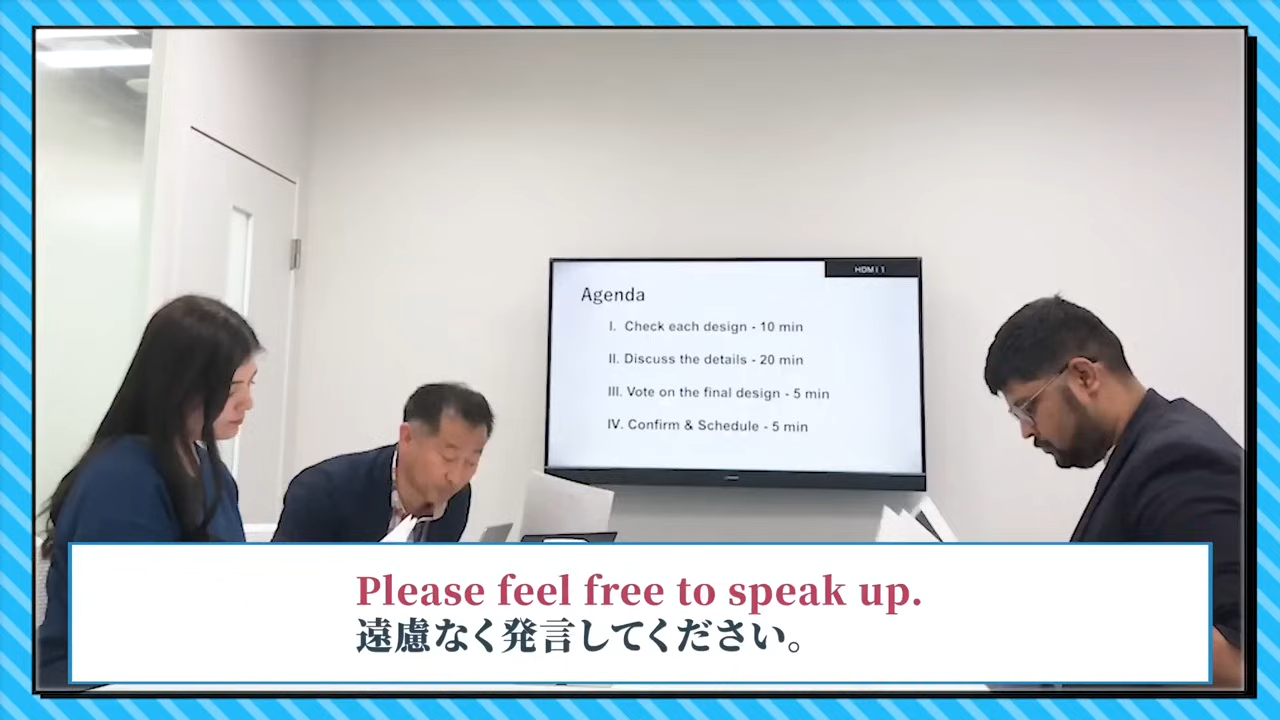 HDMI 1
Agenda
I. Check each design - 10 min
II. Discuss the details - 20 min
III. Vote on the final design - 5 min
IV. Confirm & Schedule - 5 min
Please feel free to speak up.
遠慮なく発言してください。